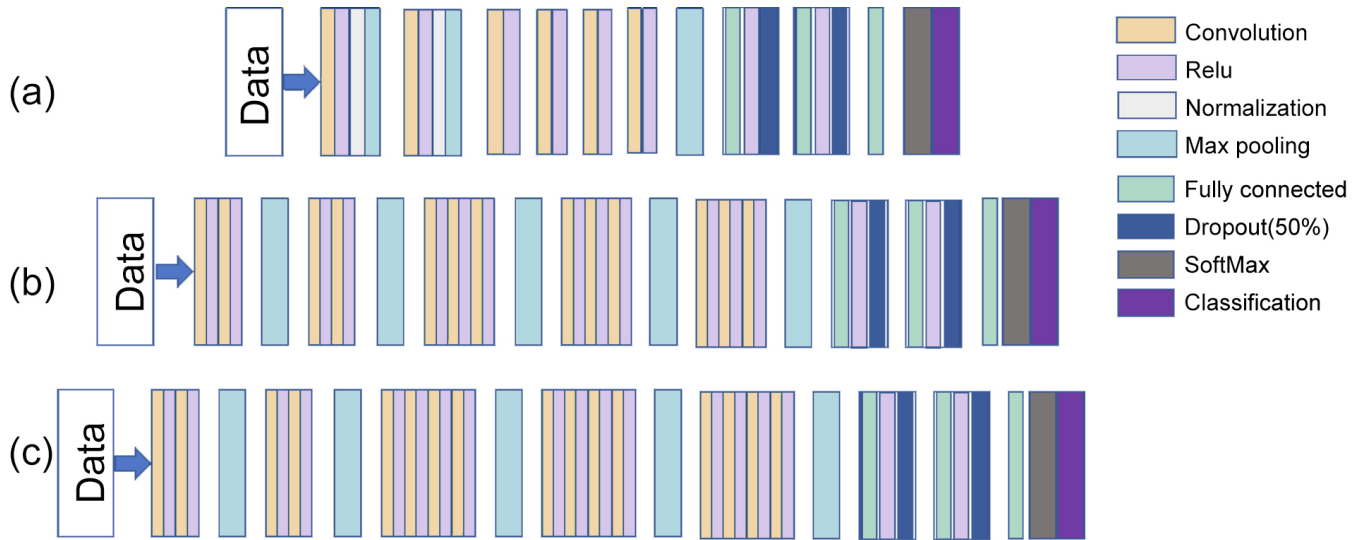 (a)
Data
(b)
Data
(c)
Data
Convolution
Relu
Normalization
Max pooling
Fully connected
Dropout(50%)
SoftMax
Classification